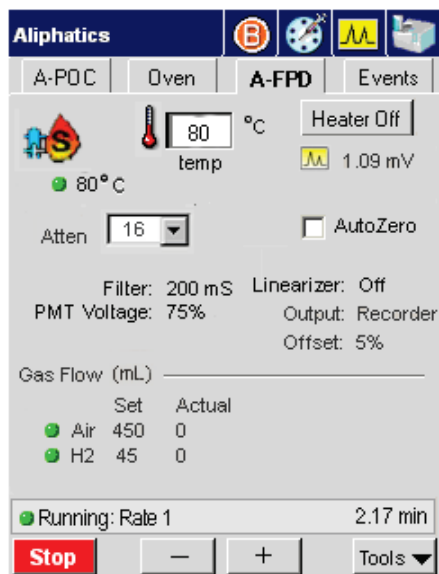 Aliphatics
B
A-POC Oven A-FPD Events
S 80 °C Heater Off
temp 1.09 mV
80°C
Atten 16 AutoZero
Filter: 200 mS Linearizer: Off
PMT Voltage: 75% Output: Recorder
Offset: 5%
Gas Flow (mL)
Set Actual
Air 450 0
H2 45 0
Running: Rate 1 2.17 min
Stop − + Tools